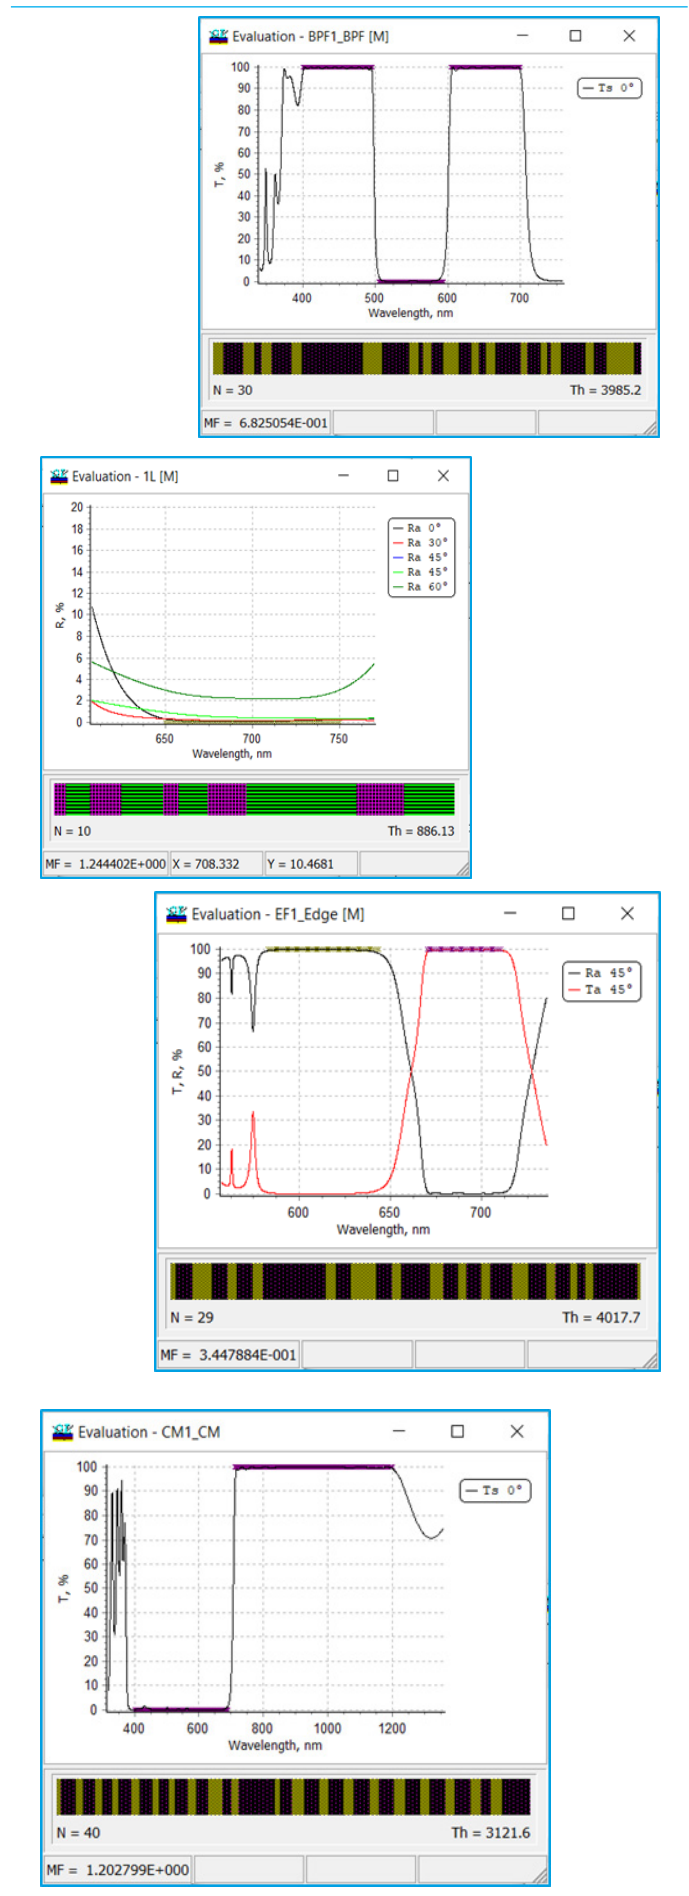 Evaluation - BPF1_BPF [M]
100
90
80
70
60
50
40
30
20
10
0
T, %
Ts 0°
400 500 600 700
Wavelength, nm
N = 30 Th = 3985.2
MF = 6.825054E-001
Evaluation - 1L [M]
20
18
16
14
12
10
8
6
4
2
0
R, %
Ra 0°
Ra 30°
Ra 45°
Ra 45°
Ra 60°
650 700 750
Wavelength, nm
N = 10 Th = 886.13
MF = 1.244402E+000 X = 708.332 Y = 10.4681
Evaluation - EF1_Edge [M]
100
90
80
70
60
50
40
30
20
10
0
T, R, %
Ra 45°
Ta 45°
600 650 700
Wavelength, nm
N = 29 Th = 4017.7
MF = 3.447884E-001
Evaluation - CM1_CM
100
90
80
70
60
50
40
30
20
10
0
T, %
Ts 0°
400 600 800 1000 1200
Wavelength, nm
N = 40 Th = 3121.6
MF = 1.202799E+000